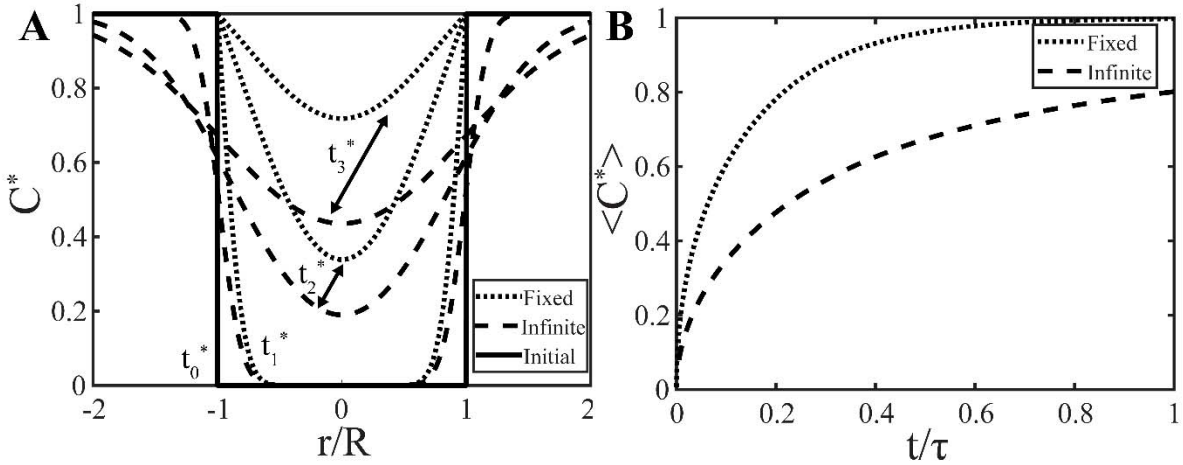 A
C*
1
0.8
0.6
0.4
0.2
0
t₃*
t₂*
t₁*
t₀*
Fixed
Infinite
Initial
-2 -1 0 1 2
r/R
B
<C*>
1
0.8
0.6
0.4
0.2
0
Fixed
Infinite
0 0.2 0.4 0.6 0.8 1
t/τ